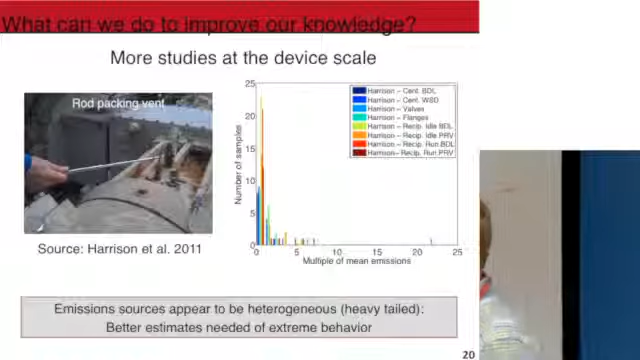 What can we do to improve our knowledge?
More studies at the device scale
Rod packing vent
Source: Harrison et al. 2011
Number of samples
25
20
15
10
5
0
Harrison – Cent. BDL
Harrison – Cent. WSD
Harrison – Valves
Harrison – Flanges
Harrison – Recip. Idle BDL
Harrison – Recip. Idle PRV
Harrison – Recip. Run BDL
Harrison – Recip. Run PRV
0 5 10 15 20 25
Multiple of mean emissions
Emissions sources appear to be heterogeneous (heavy tailed):
Better estimates needed of extreme behavior
20